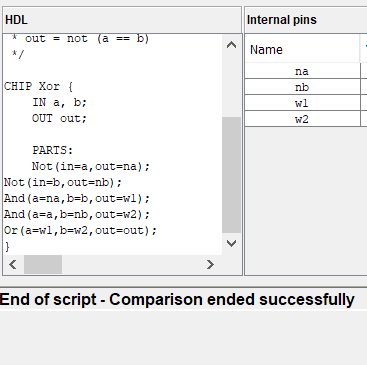 HDL
* out = not (a == b)
*/
CHIP Xor {
IN a, b;
OUT out;
PARTS:
Not(in=a,out=na);
Not(in=b,out=nb);
And(a=na,b=b,out=w1);
And(a=a,b=nb,out=w2);
Or(a=w1,b=w2,out=out);
}
Internal pins
Name
na
nb
w1
w2
End of script - Comparison ended successfully